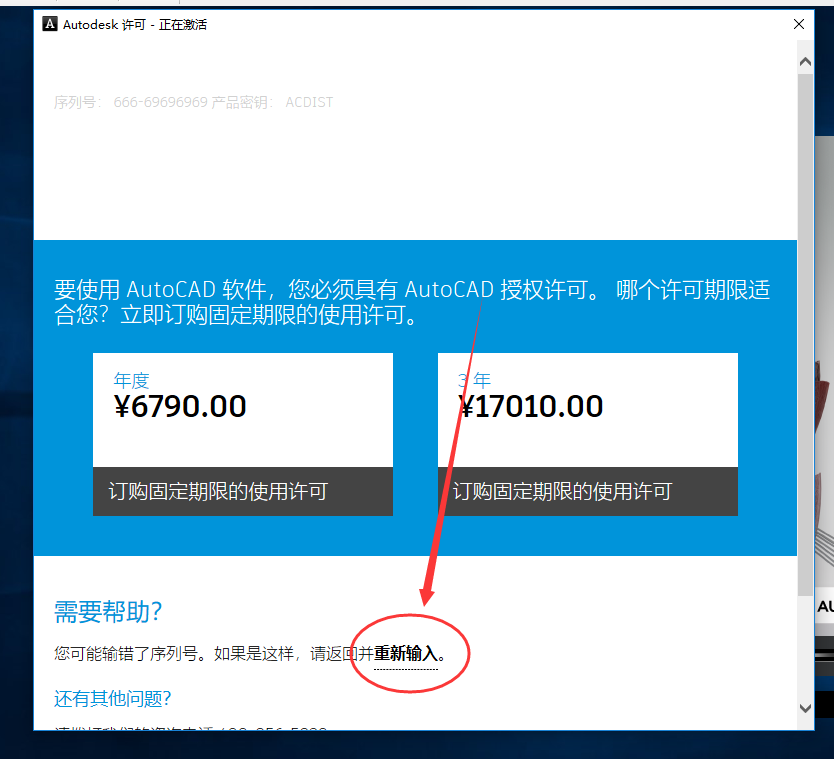 Autodesk 许可 - 正在激活
序列号: 666-69696969 产品密钥: ACDIST
要使用 AutoCAD 软件，您必须具有 AutoCAD 授权许可。 哪个许可期限适
合您？立即订购固定期限的使用许可。
年度
¥6790.00
订购固定期限的使用许可
3 年
¥17010.00
订购固定期限的使用许可
需要帮助?
您可能输错了序列号。如果是这样，请返回并重新输入。
还有其他问题?
AU